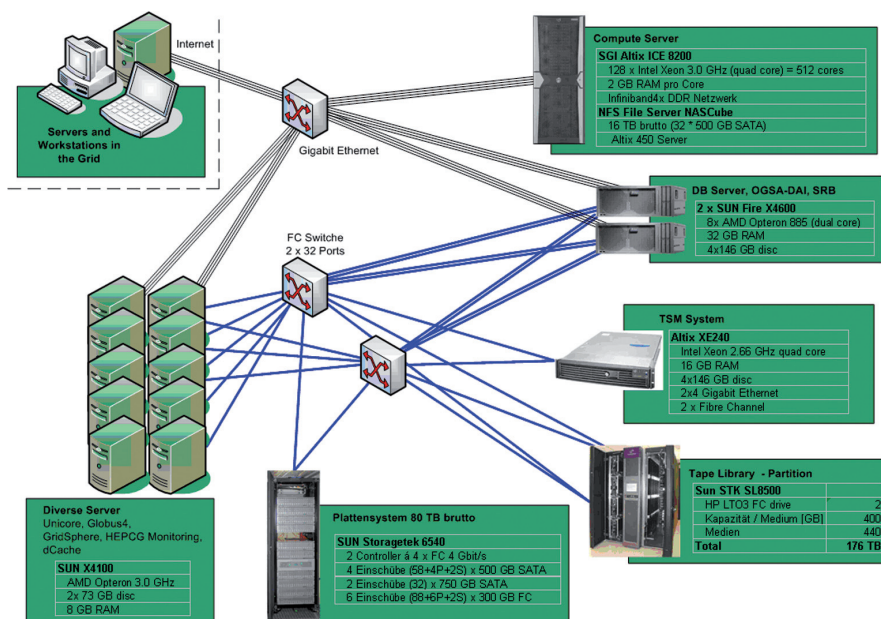 Internet
Servers and
Workstations in
the Grid
Gigabit Ethernet
Compute Server
SGI Altix ICE 8200
128 x Intel Xeon 3.0 GHz (quad core) = 512 cores
2 GB RAM pro Core
Infiniband4x DDR Netzwerk
NFS File Server NASCube
16 TB brutto (32 * 500 GB SATA)
Altix 450 Server
DB Server, OGSA-DAI, SRB
2 x SUN Fire X4600
8x AMD Opteron 885 (dual core)
32 GB RAM
4x146 GB disc
FC Switche
2 x 32 Ports
TSM System
Altix XE240
Intel Xeon 2.66 GHz quad core
16 GB RAM
4x146 GB disc
2x4 Gigabit Ethernet
2 x Fibre Channel
Tape Library - Partition
Sun STK SL8500
HP LTO3 FC drive 2
Kapazität / Medium [GB] 400
Medien 440
Total 176 TB
Diverse Server
Unicore, Globus4,
GridSphere, HEPCG Monitoring,
dCache
SUN X4100
AMD Opteron 3.0 GHz
2x 73 GB disc
8 GB RAM
Plattensystem 80 TB brutto
SUN Storagetek 6540
2 Controller á 4 x FC 4 Gbit/s
4 Einschübe (58+4P+2S) x 500 GB SATA
2 Einschübe (32) x 750 GB SATA
6 Einschübe (88+6P+2S) x 300 GB FC